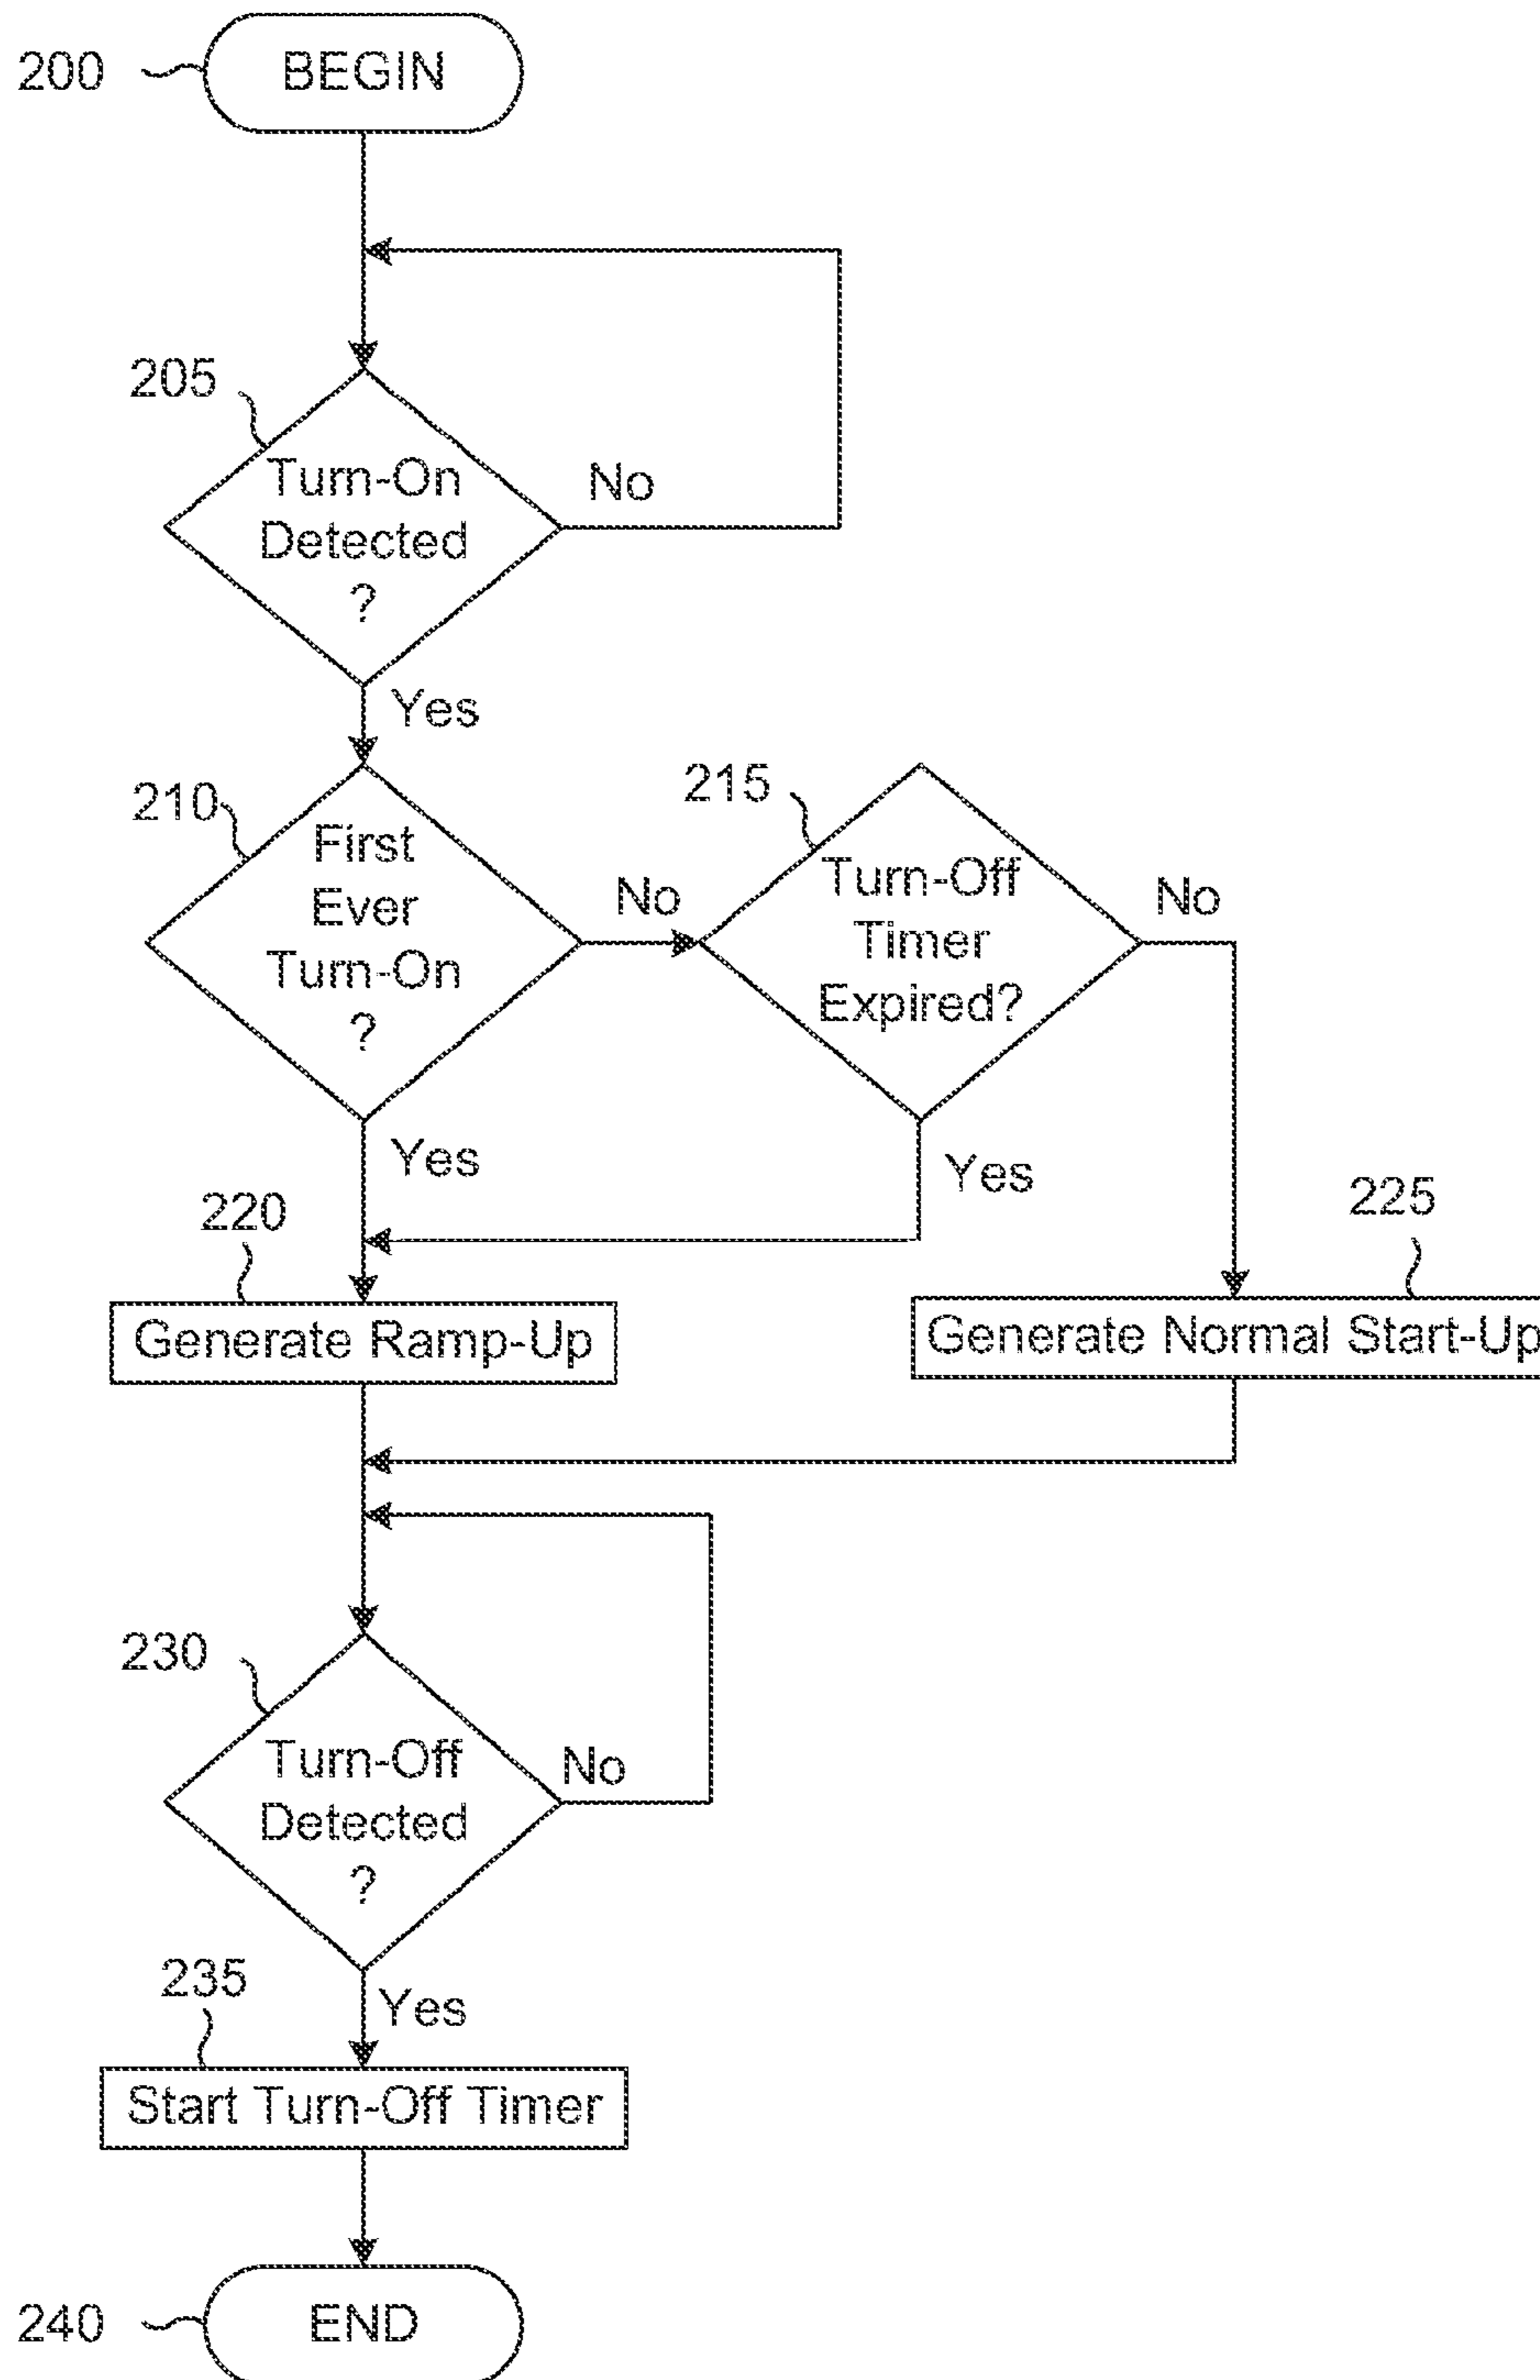 200
BEGIN
205
Turn-On
Detected
?
No
Yes
210
First
Ever
Turn-On
?
No
215
Turn-Off
Timer
Expired?
No
Yes
Yes
220
Generate Ramp-Up
225
Generate Normal Start-Up
230
Turn-Off
Detected
?
No
235
Yes
Start Turn-Off Timer
240
END